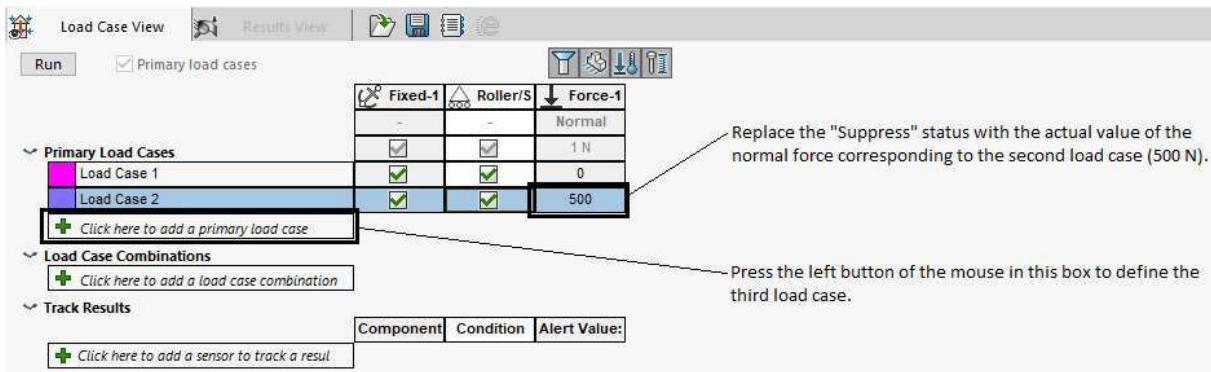 Load Case View
Results View
Run
Primary load cases
Fixed-1 Roller/S Force-1
- - Normal
Primary Load Cases 1 N
Load Case 1 0
Load Case 2 500
Click here to add a primary load case
Load Case Combinations
Click here to add a load case combination
Track Results
Component Condition Alert Value:
Click here to add a sensor to track a resul
Replace the "Suppress" status with the actual value of the
normal force corresponding to the second load case (500 N).
Press the left button of the mouse in this box to define the
third load case.